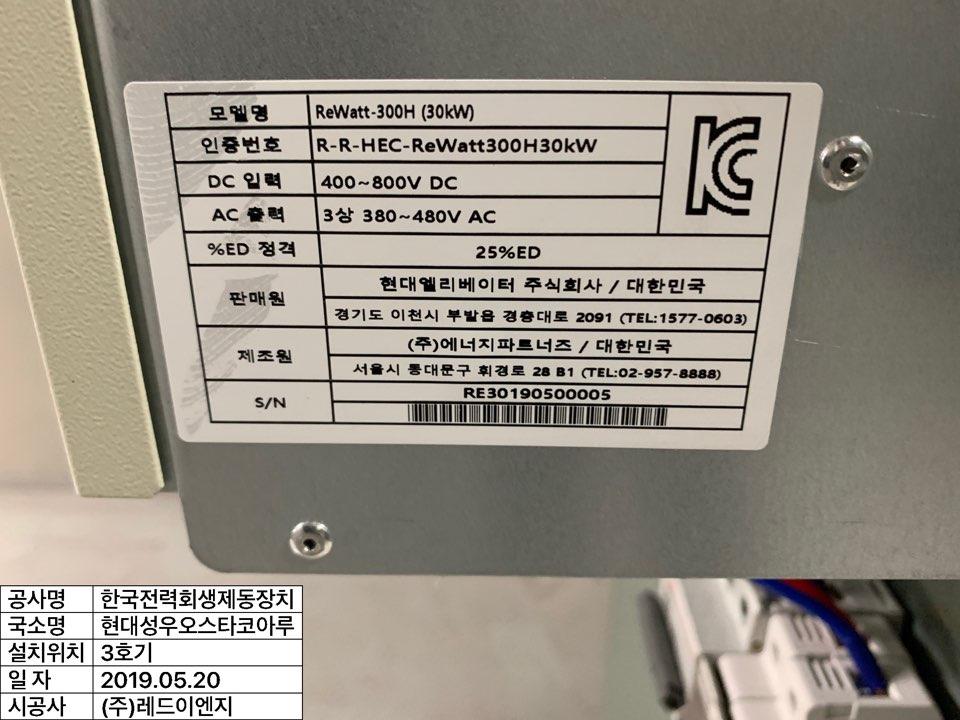 모델명 ReWatt-300H (30kW)
인증번호 R-R-HEC-ReWatt300H30kW
DC 입력 400~800V DC
AC 출력 3상 380~480V AC
%ED 정격 25%ED
판매원 현대엘리베이터 주식회사 / 대한민국
경기도 이천시 부발읍 경충대로 2091 (TEL:1577-0603)
제조원 (주)에너지파트너즈 / 대한민국
서울시 동대문구 휘경로 28 B1 (TEL:02-957-8888)
S/N RE30190500005
공사명 한국전력회생제동장치
국소명 현대성우오스타코아루
설치위치 3호기
일 자 2019.05.20
시공사 (주)레드이엔지